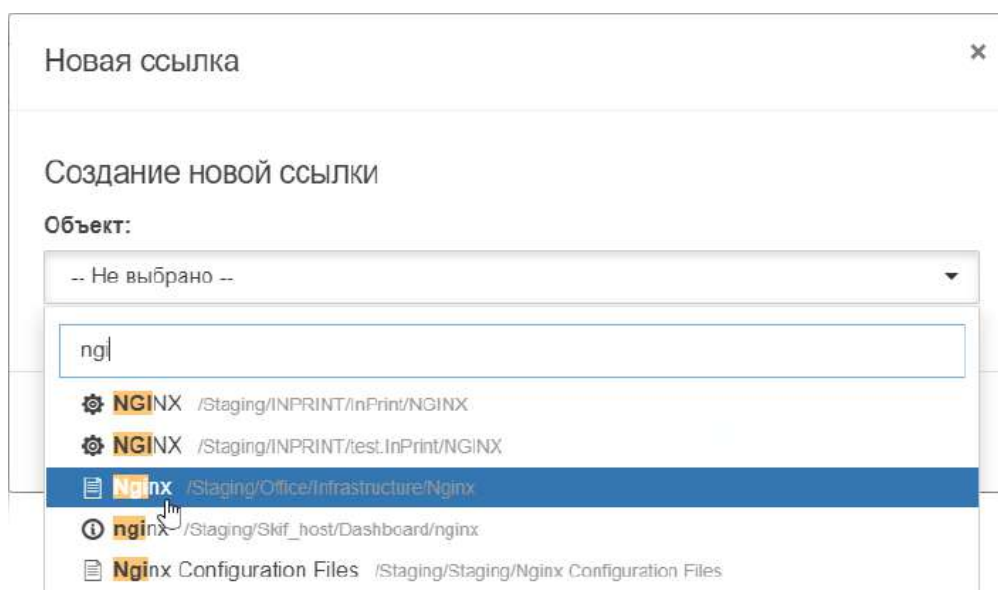 Новая ссылка ×
Создание новой ссылки
Объект:
-- Не выбрано --
ngi
NGINX /Staging/INPRINT/InPrint/NGINX
NGINX /Staging/INPRINT/test.InPrint/NGINX
Nginx /Staging/Office/Infrastructure/Nginx
nginx /Staging/Skif_host/Dashboard/nginx
Nginx Configuration Files /Staging/Staging/Nginx Configuration Files